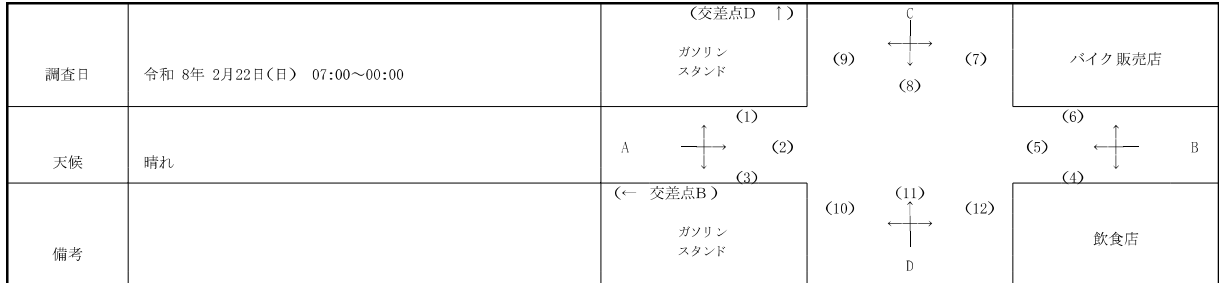 調査日
令和 8年 2月22日(日) 07:00～00:00
天候
晴れ
備考
(交差点D ↑)
C
ガソリン
スタンド
(9)
(7)
(8)
バイク販売店
(1)
(6)
A
(2)
(5)
B
(3)
(4)
(← 交差点B)
(11)
(10)
(12)
ガソリン
スタンド
D
飲食店